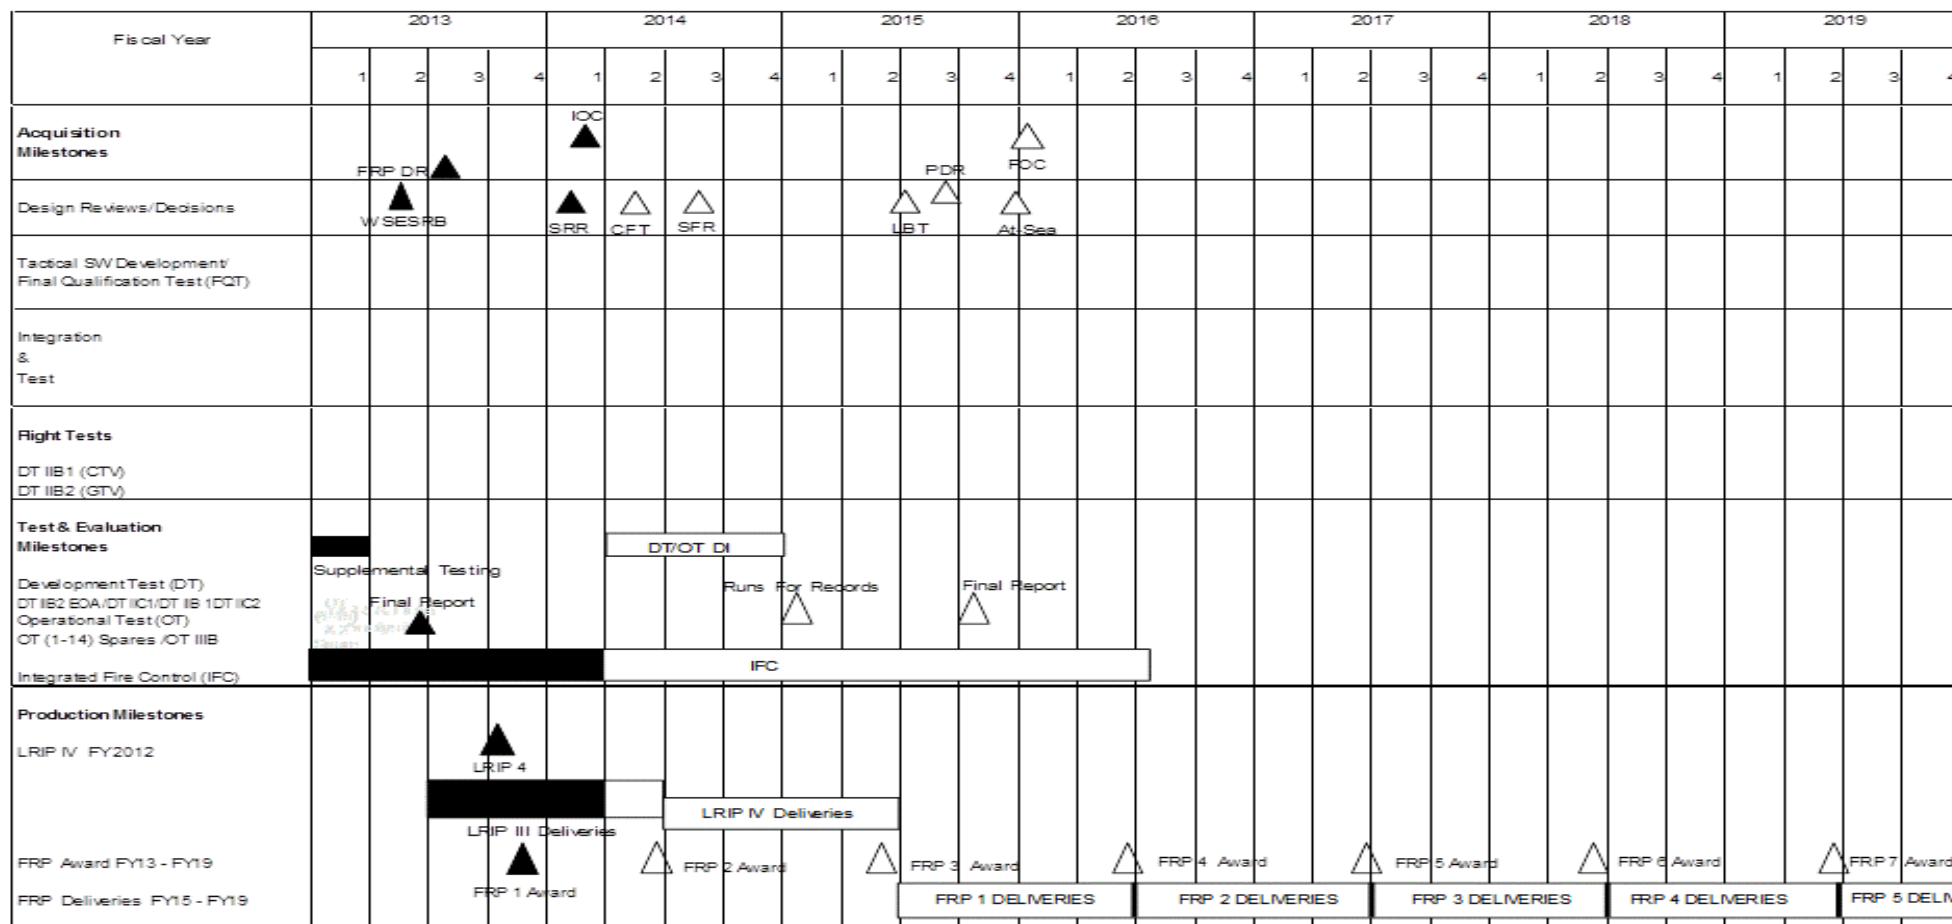 Fiscal Year
2013 2014 2015 2016 2017 2018 2019
1 2 3 4 1 2 3 4 1 2 3 4 1 2 3 4 1 2 3 4 1 2 3 4 1 2 3 4
Acquisition
Milestones
IOC
FRP DR
PDR
FOC
Design Reviews/Decisions
WSESRB
SRR
CFT
SFR
LBT
At-Sea
Tactical SW Development/
Final Qualification Test (FQT)
Integration
&
Test
Flight Tests
DT IIB1 (CTV)
DT IIB2 (GTV)
Test & Evaluation
Milestones
DT/OT DI
Supplemental Testing
Development Test (DT)
Runs For Records
Final Report
DT IIB2 EOA/DT IIC1/DT IIB 1DT IIC2
Final Report
Operational Test (OT)
OT (1-14) Spares /OT IIIB
Integrated Fire Control (IFC)
IFC
Production Milestones
LRIP IV FY2012
LRIP 4
LRIP IV Deliveries
LRIP III Deliveries
FRP Award FY13 - FY19
FRP 1 Award
FRP 2 Award
FRP 3 Award
FRP 4 Award
FRP 5 Award
FRP 6 Award
FRP 7 Award
FRP Deliveries FY15 - FY19
FRP 1 DELIVERIES
FRP 2 DELIVERIES
FRP 3 DELIVERIES
FRP 4 DELIVERIES
FRP 5 DELIV